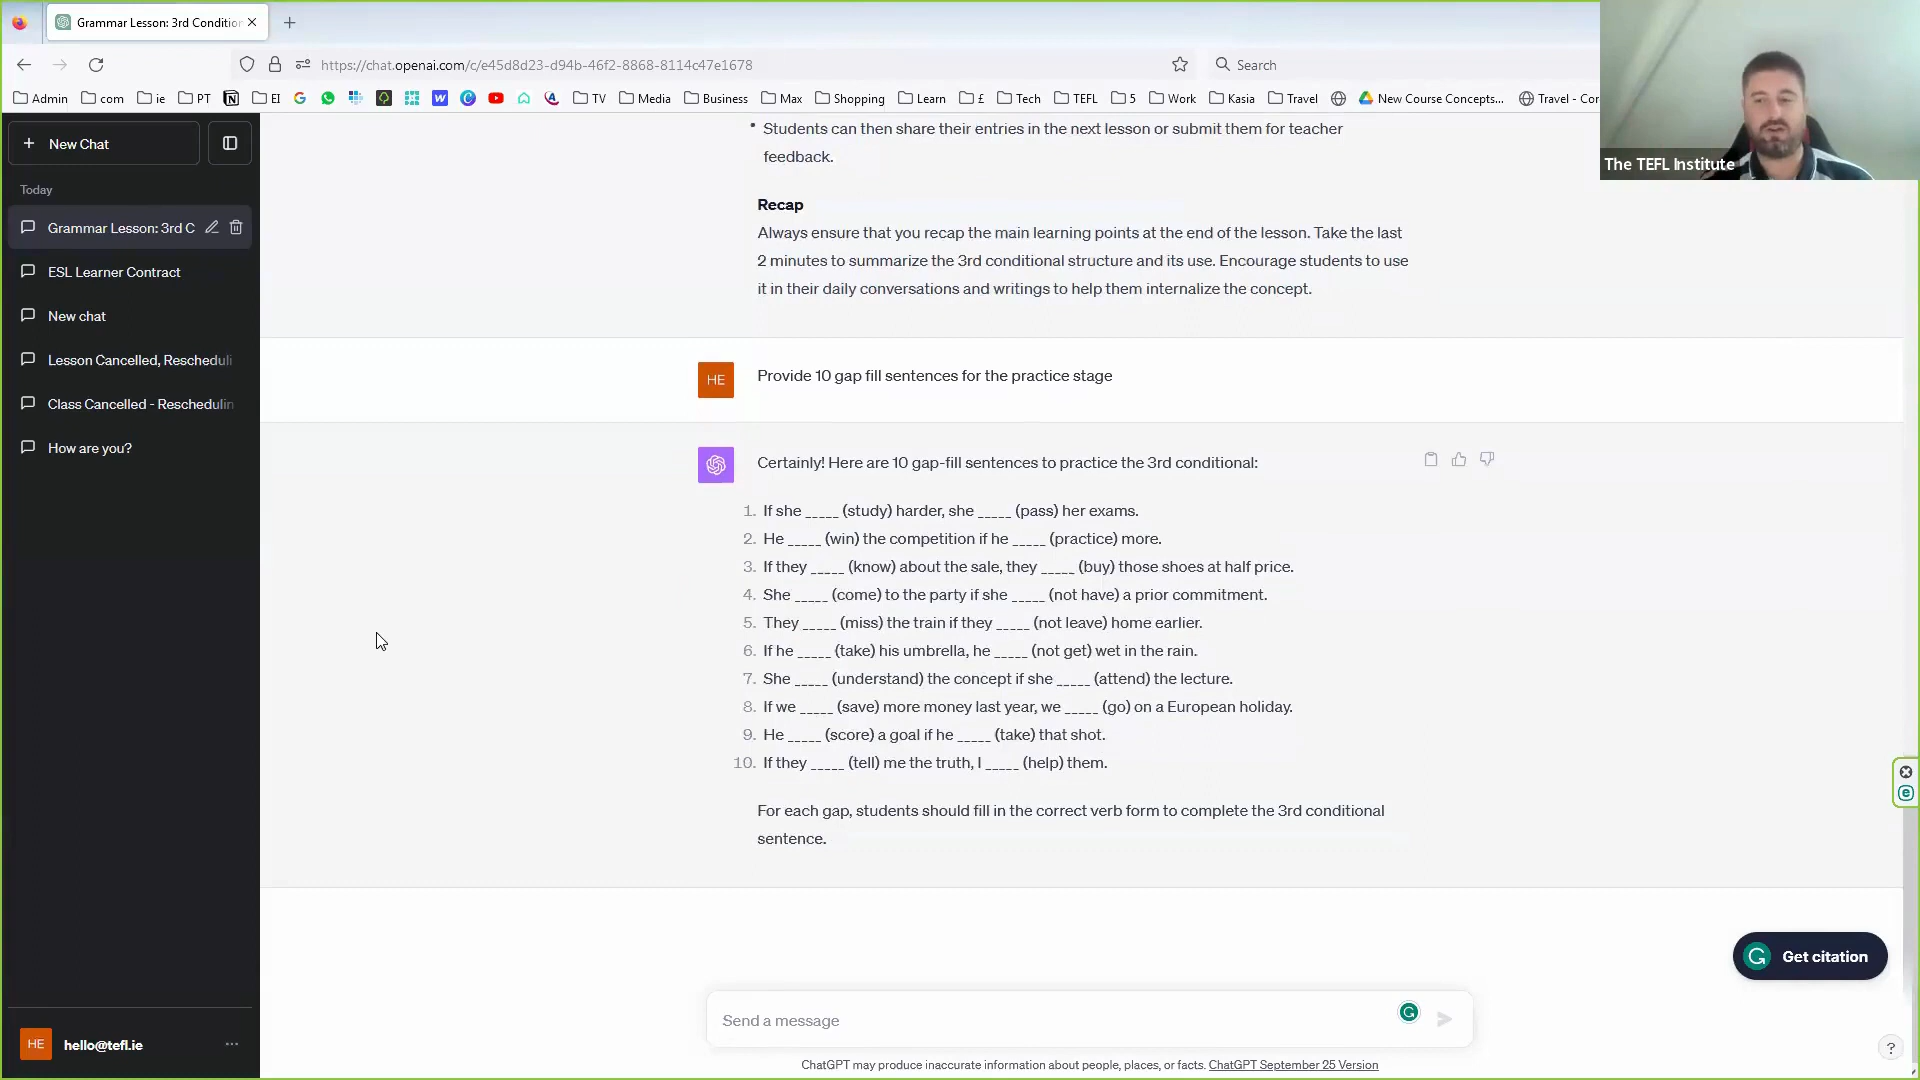 Grammar Lesson: 3rd Conditio
https://chat.openai.com/c/e45d8d23-d94b-46f2-8868-8114c47e1678
Search
Admin com ie PT EI TV Media Business Max Shopping Learn £ Tech TEFL 5 Work Kasia Travel New Course Concepts... Travel - Cor
The TEFL Institute
New Chat
Today
Grammar Lesson: 3rd C
ESL Learner Contract
New chat
Lesson Cancelled, Rescheduli
Class Cancelled - Reschedulin
How are you?
HE hello@tefl.ie
• Students can then share their entries in the next lesson or submit them for teacher
feedback.
Recap
Always ensure that you recap the main learning points at the end of the lesson. Take the last
2 minutes to summarize the 3rd conditional structure and its use. Encourage students to use
it in their daily conversations and writings to help them internalize the concept.
HE Provide 10 gap fill sentences for the practice stage
Certainly! Here are 10 gap-fill sentences to practice the 3rd conditional:
1. If she _____ (study) harder, she _____ (pass) her exams.
2. He _____ (win) the competition if he _____ (practice) more.
3. If they _____ (know) about the sale, they _____ (buy) those shoes at half price.
4. She _____ (come) to the party if she _____ (not have) a prior commitment.
5. They _____ (miss) the train if they _____ (not leave) home earlier.
6. If he _____ (take) his umbrella, he _____ (not get) wet in the rain.
7. She _____ (understand) the concept if she _____ (attend) the lecture.
8. If we _____ (save) more money last year, we _____ (go) on a European holiday.
9. He _____ (score) a goal if he _____ (take) that shot.
10. If they _____ (tell) me the truth, I _____ (help) them.
For each gap, students should fill in the correct verb form to complete the 3rd conditional
sentence.
Get citation
Send a message
ChatGPT may produce inaccurate information about people, places, or facts. ChatGPT September 25 Version
?